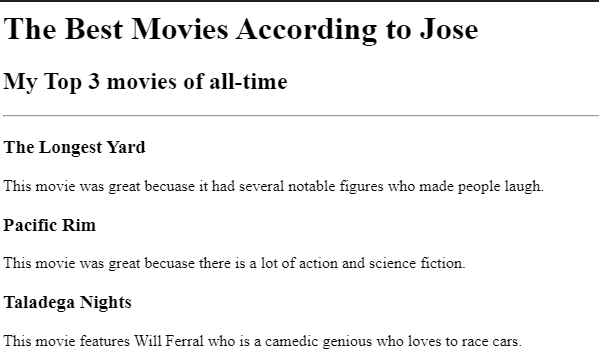 The Best Movies According to Jose
My Top 3 movies of all-time
The Longest Yard
This movie was great becuase it had several notable figures who made people laugh.
Pacific Rim
This movie was great becuase there is a lot of action and science fiction.
Taladega Nights
This movie features Will Ferral who is a camedic genious who loves to race cars.